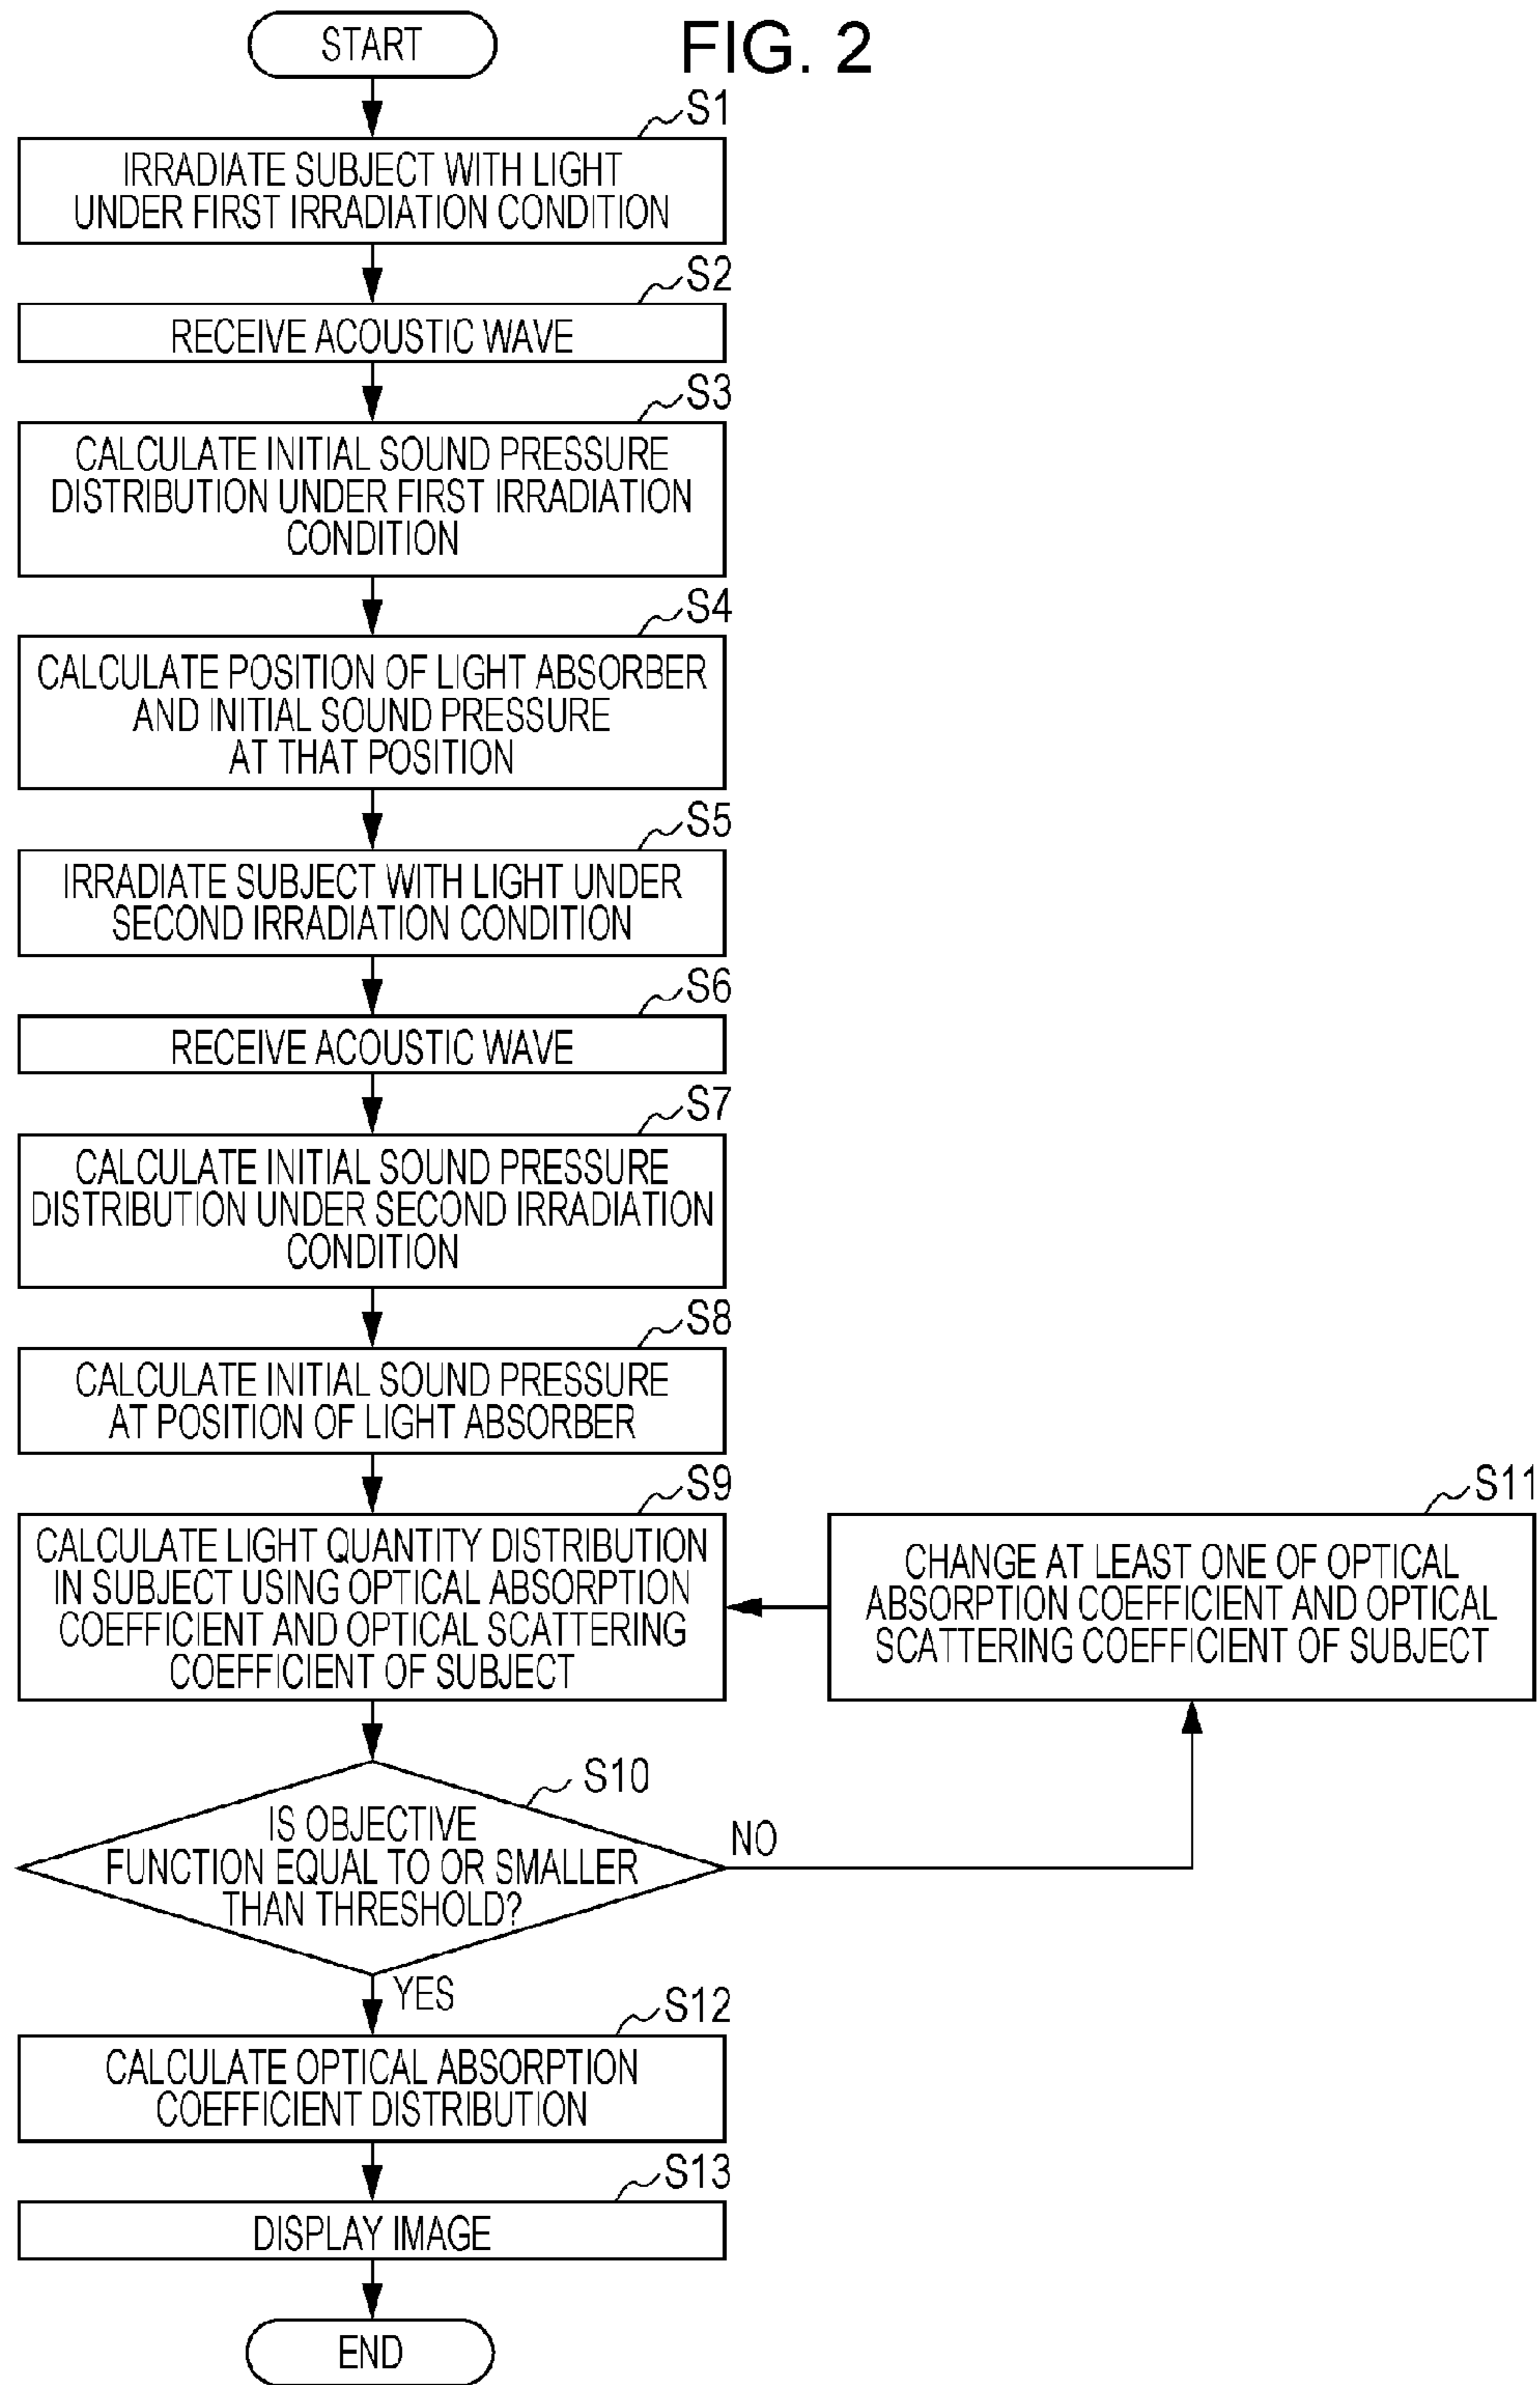 FIG. 2
START
S1
IRRADIATE SUBJECT WITH LIGHT
UNDER FIRST IRRADIATION CONDITION
S2
RECEIVE ACOUSTIC WAVE
S3
CALCULATE INITIAL SOUND PRESSURE
DISTRIBUTION UNDER FIRST IRRADIATION
CONDITION
S4
CALCULATE POSITION OF LIGHT ABSORBER
AND INITIAL SOUND PRESSURE
AT THAT POSITION
S5
IRRADIATE SUBJECT WITH LIGHT UNDER
SECOND IRRADIATION CONDITION
S6
RECEIVE ACOUSTIC WAVE
S7
CALCULATE INITIAL SOUND PRESSURE
DISTRIBUTION UNDER SECOND IRRADIATION
CONDITION
S8
CALCULATE INITIAL SOUND PRESSURE
AT POSITION OF LIGHT ABSORBER
S9
CALCULATE LIGHT QUANTITY DISTRIBUTION
IN SUBJECT USING OPTICAL ABSORPTION
COEFFICIENT AND OPTICAL SCATTERING
COEFFICIENT OF SUBJECT
S11
CHANGE AT LEAST ONE OF OPTICAL
ABSORPTION COEFFICIENT AND OPTICAL
SCATTERING COEFFICIENT OF SUBJECT
S10
IS OBJECTIVE
FUNCTION EQUAL TO OR SMALLER
THAN THRESHOLD?
NO
YES
S12
CALCULATE OPTICAL ABSORPTION
COEFFICIENT DISTRIBUTION
S13
DISPLAY IMAGE
END